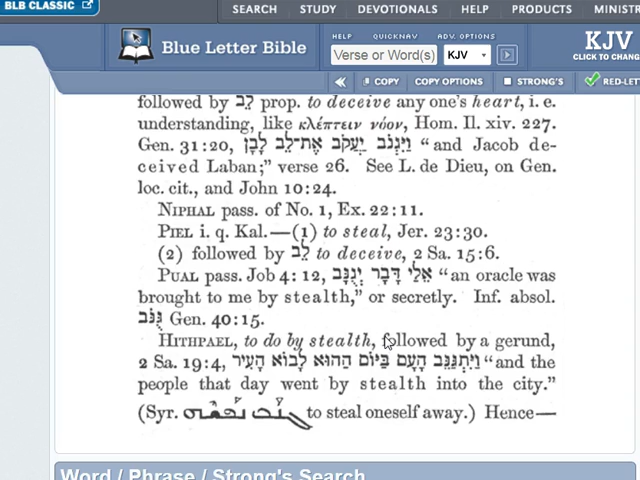 BLB CLASSIC
SEARCH STUDY DEVOTIONALS HELP PRODUCTS MINISTR
Blue Letter Bible
HELP QUICKNAV ADV. OPTIONS
Verse or Word(s) KJV
KJV
CLICK TO CHANG
COPY COPY OPTIONS STRONG'S RED-LET
followed by לֵב prop. to deceive any one's heart, i. e.
understanding, like κλέπτειν νόον, Hom. Il. xiv. 227.
Gen. 31:20, וַיִּגְנֹב יַעֲקֹב אֶת־לֵב לָבָן “and Jacob de-
ceived Laban;” verse 26. See L. de Dieu, on Gen.
loc. cit., and John 10:24.
NIPHAL pass. of No. 1, Ex. 22:11.
PIEL i. q. Kal.—(1) to steal, Jer. 23:30.
(2) followed by לֵב to deceive, 2 Sa. 15:6.
PUAL pass. Job 4:12, אֵלַי דָּבָר יְגֻנַּב “an oracle was
brought to me by stealth,” or secretly. Inf. absol.
גֻּנֹּב Gen. 40:15.
HITHPAEL, to do by stealth, followed by a gerund,
2 Sa. 19:4, וַיִּתְגַּנֵּב הָעָם בַּיּוֹם הַהוּא לָבוֹא הָעִיר “and the
people that day went by stealth into the city.”
(Syr. to steal oneself away.) Hence—
Word / Phrase / Strong's Search